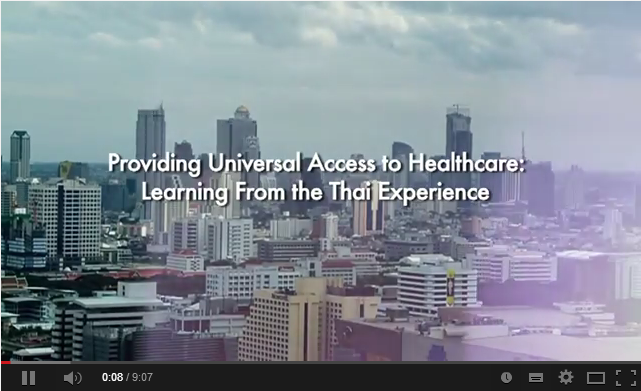 Providing Universal Access to Healthcare:
Learning From the Thai Experience
0:08 / 9:07